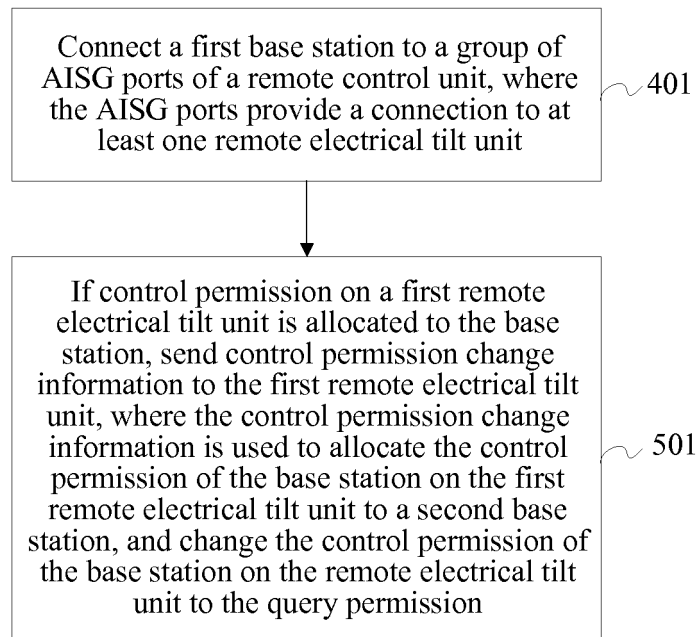 Connect a first base station to a group of
AISG ports of a remote control unit, where
the AISG ports provide a connection to at
least one remote electrical tilt unit
401
If control permission on a first remote
electrical tilt unit is allocated to the base
station, send control permission change
information to the first remote electrical tilt
unit, where the control permission change
information is used to allocate the control
permission of the base station on the first
remote electrical tilt unit to a second base
station, and change the control permission of
the base station on the remote electrical tilt
unit to the query permission
501